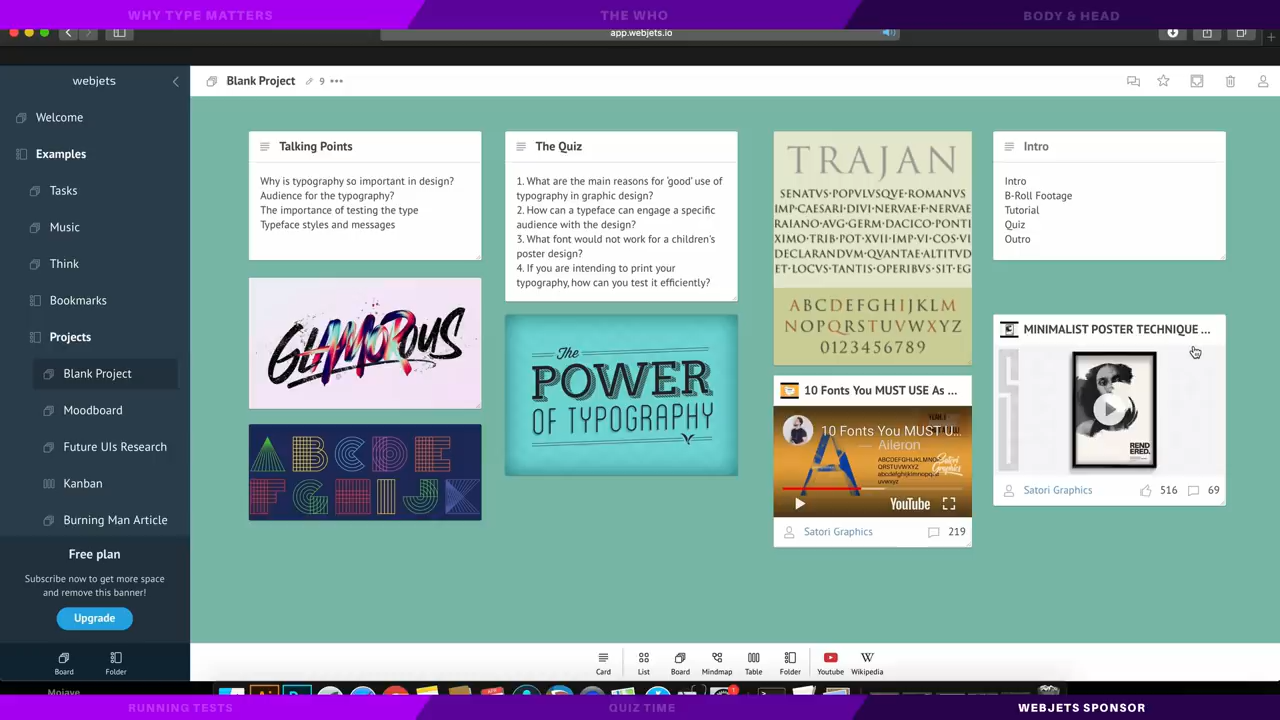 WHY TYPE MATTERS
THE WHO
BODY & HEAD
app.webjets.io
webjets
Welcome
Examples
Tasks
Music
Think
Bookmarks
Projects
Blank Project
Moodboard
Future UIs Research
Kanban
Burning Man Article
Free plan
Subscribe now to get more space
and remove this banner!
Upgrade
Board
Folder
Blank Project
9
Talking Points
Why is typography so important in design?
Audience for the typography?
The importance of testing the type
Typeface styles and messages
GLAMOROUS
ABCDE
FGHIJK
The Quiz
1. What are the main reasons for 'good' use of
typography in graphic design?
2. How can a typeface can engage a specific
audience with the design?
3. What font would not work for a children's
poster design?
4. If you are intending to print your
typography, how can you test it efficiently?
The
POWER
OF TYPOGRAPHY
TRAJAN
SENATVS·POPVLVSQVE·ROMANVS
IMP·CAESARI·DIVI·NERVAE·F·NERVAE
RAIANO·AVG·GERM·DACICO·PONTI
XIMO·TRIB·POT·XVII·IMP·VI·COS·VI
DECLARANDVM·QVANTAE·ALTITVD
ET·LOCVS·TANTIS·OPERIBVS·SIT·EG
ABCDEFGHIJKLM
NOPQRSTUVWXYZ
0123456789
10 Fonts You MUST USE As ...
10 Fonts You MUST U...
Aileron
YouTube
Satori Graphics
219
Intro
Intro
B-Roll Footage
Tutorial
Quiz
Outro
MINIMALIST POSTER TECHNIQUE ...
REND
ERED.
Satori Graphics
516
69
Card
List
Board
Mindmap
Table
Folder
Youtube
Wikipedia
Mojave
RUNNING TESTS
QUIZ TIME
WEBJETS SPONSOR